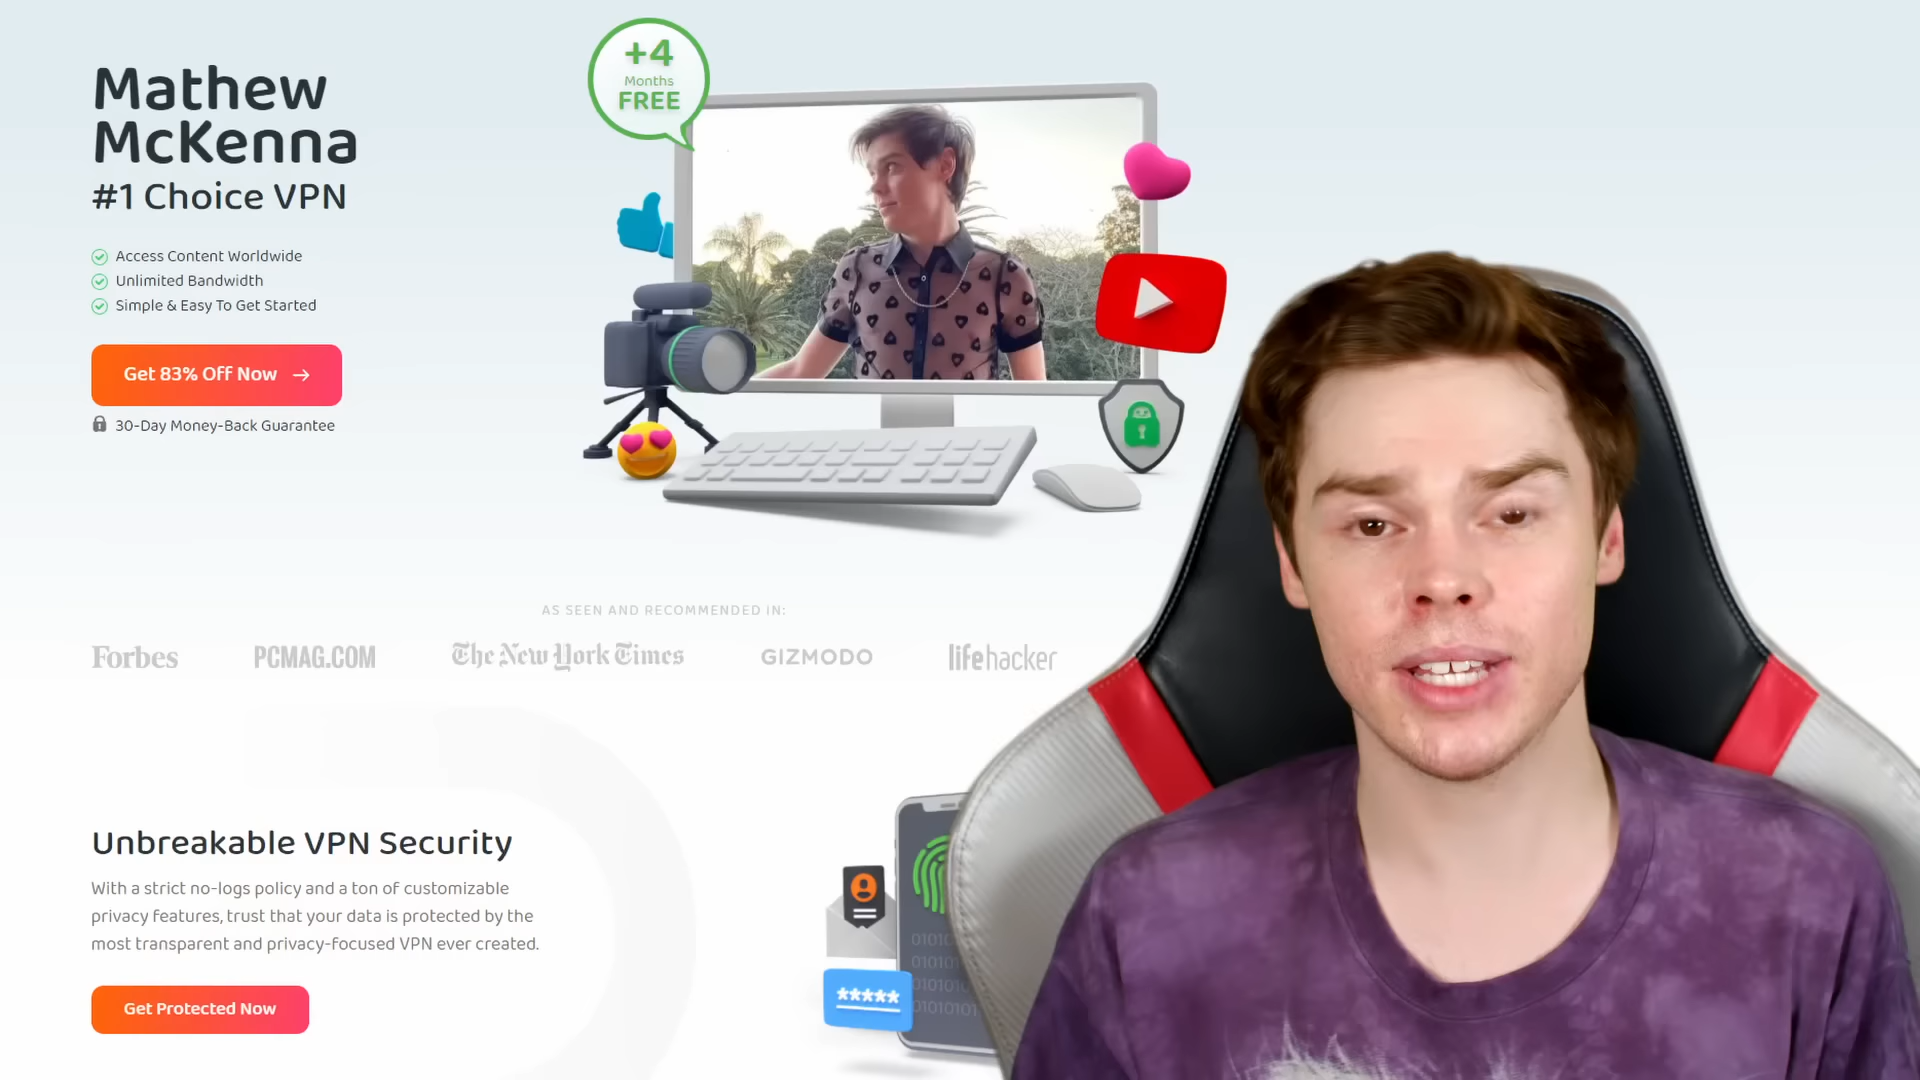 +4
Months
FREE
Mathew
McKenna
#1 Choice VPN
Access Content Worldwide
Unlimited Bandwidth
Simple & Easy To Get Started
Get 83% Off Now
30-Day Money-Back Guarantee
AS SEEN AND RECOMMENDED IN:
Forbes
PCMAG.COM
The New York Times
GIZMODO
lifehacker
Unbreakable VPN Security
With a strict no-logs policy and a ton of customizable
privacy features, trust that your data is protected by the
most transparent and privacy-focused VPN ever created.
Get Protected Now
*****
01010101